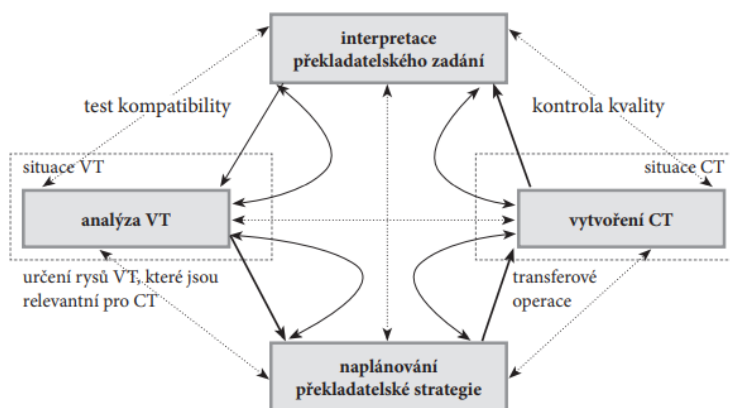 interpretace
překladatelského zadání
test kompatibility
kontrola kvality
situace VT
situace CT
analýza VT
vytvoření CT
určení rysů VT, které jsou
relevantní pro CT
transferové
operace
naplánování
překladatelské strategie